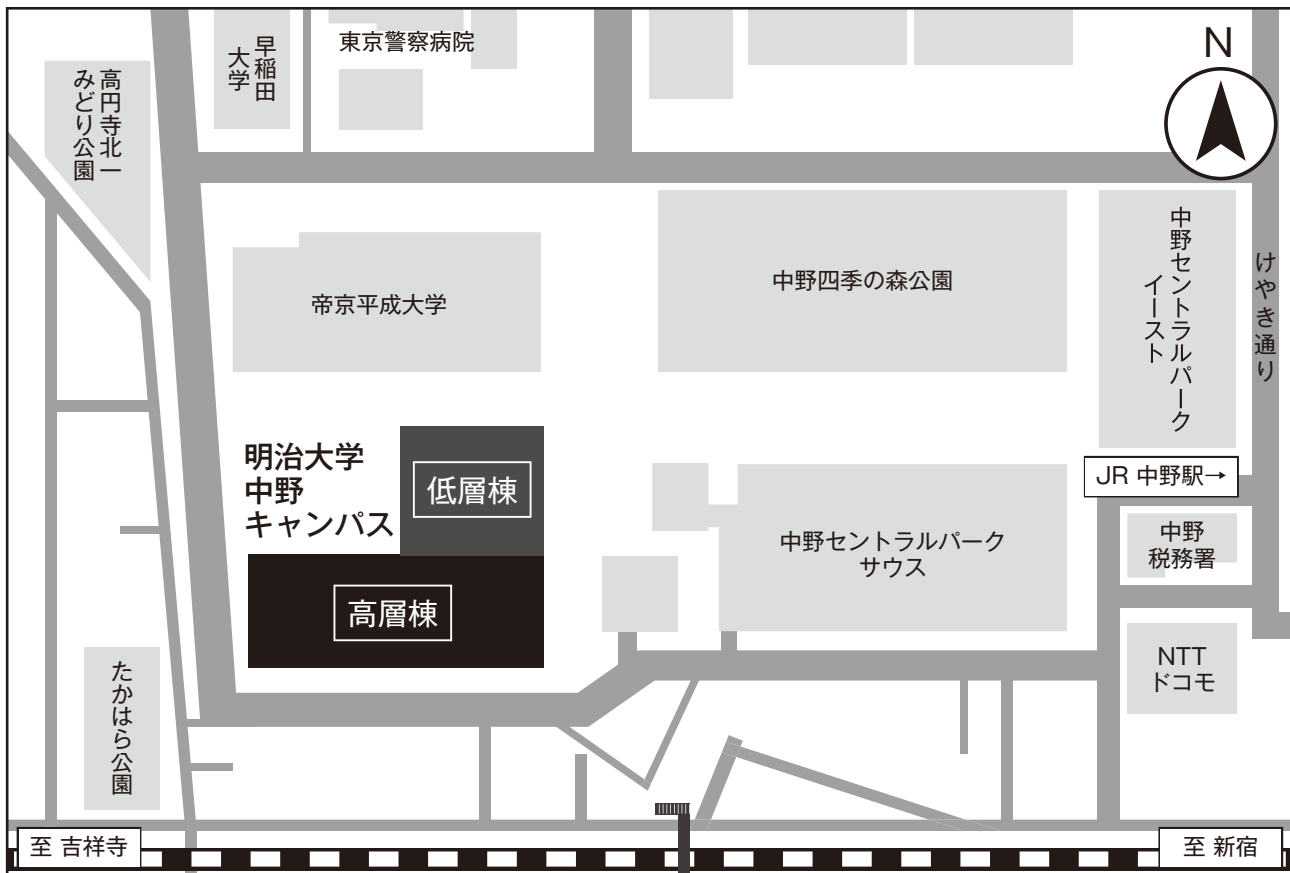 早稲田
大学
東京警察病院
N
高円寺北一
みどり公園
中野セントラルパーク
イースト
けやき通り
帝京平成大学
中野四季の森公園
明治大学
中野
キャンパス
低層棟
高層棟
JR 中野駅→
中野セントラルパーク
サウス
中野
税務署
NTT
ドコモ
たかはら公園
至 吉祥寺
至 新宿